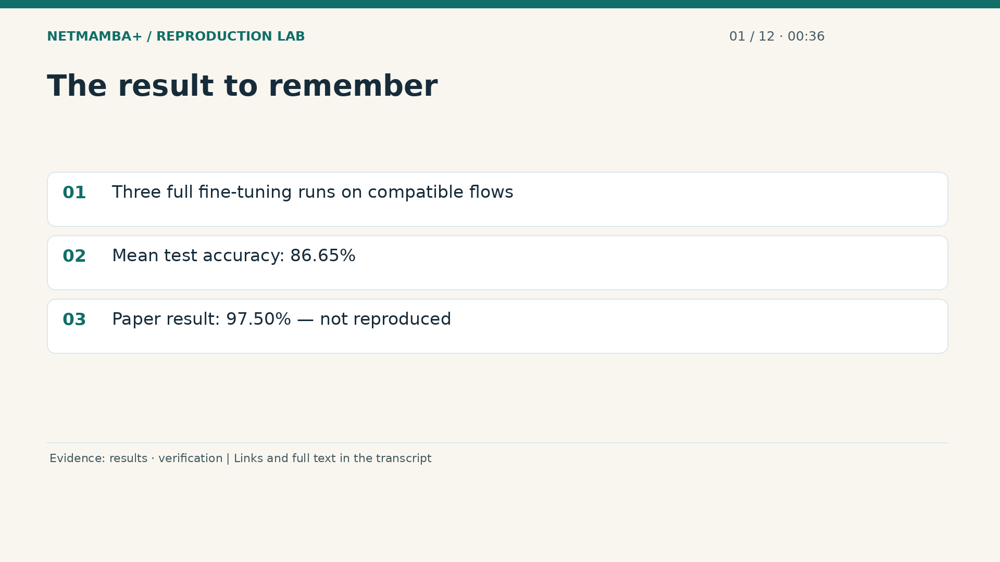 NETMAMBA+ / REPRODUCTION LAB
01 / 12 · 00:36
The result to remember
01 Three full fine-tuning runs on compatible flows
02 Mean test accuracy: 86.65%
03 Paper result: 97.50% — not reproduced
Evidence: results · verification | Links and full text in the transcript